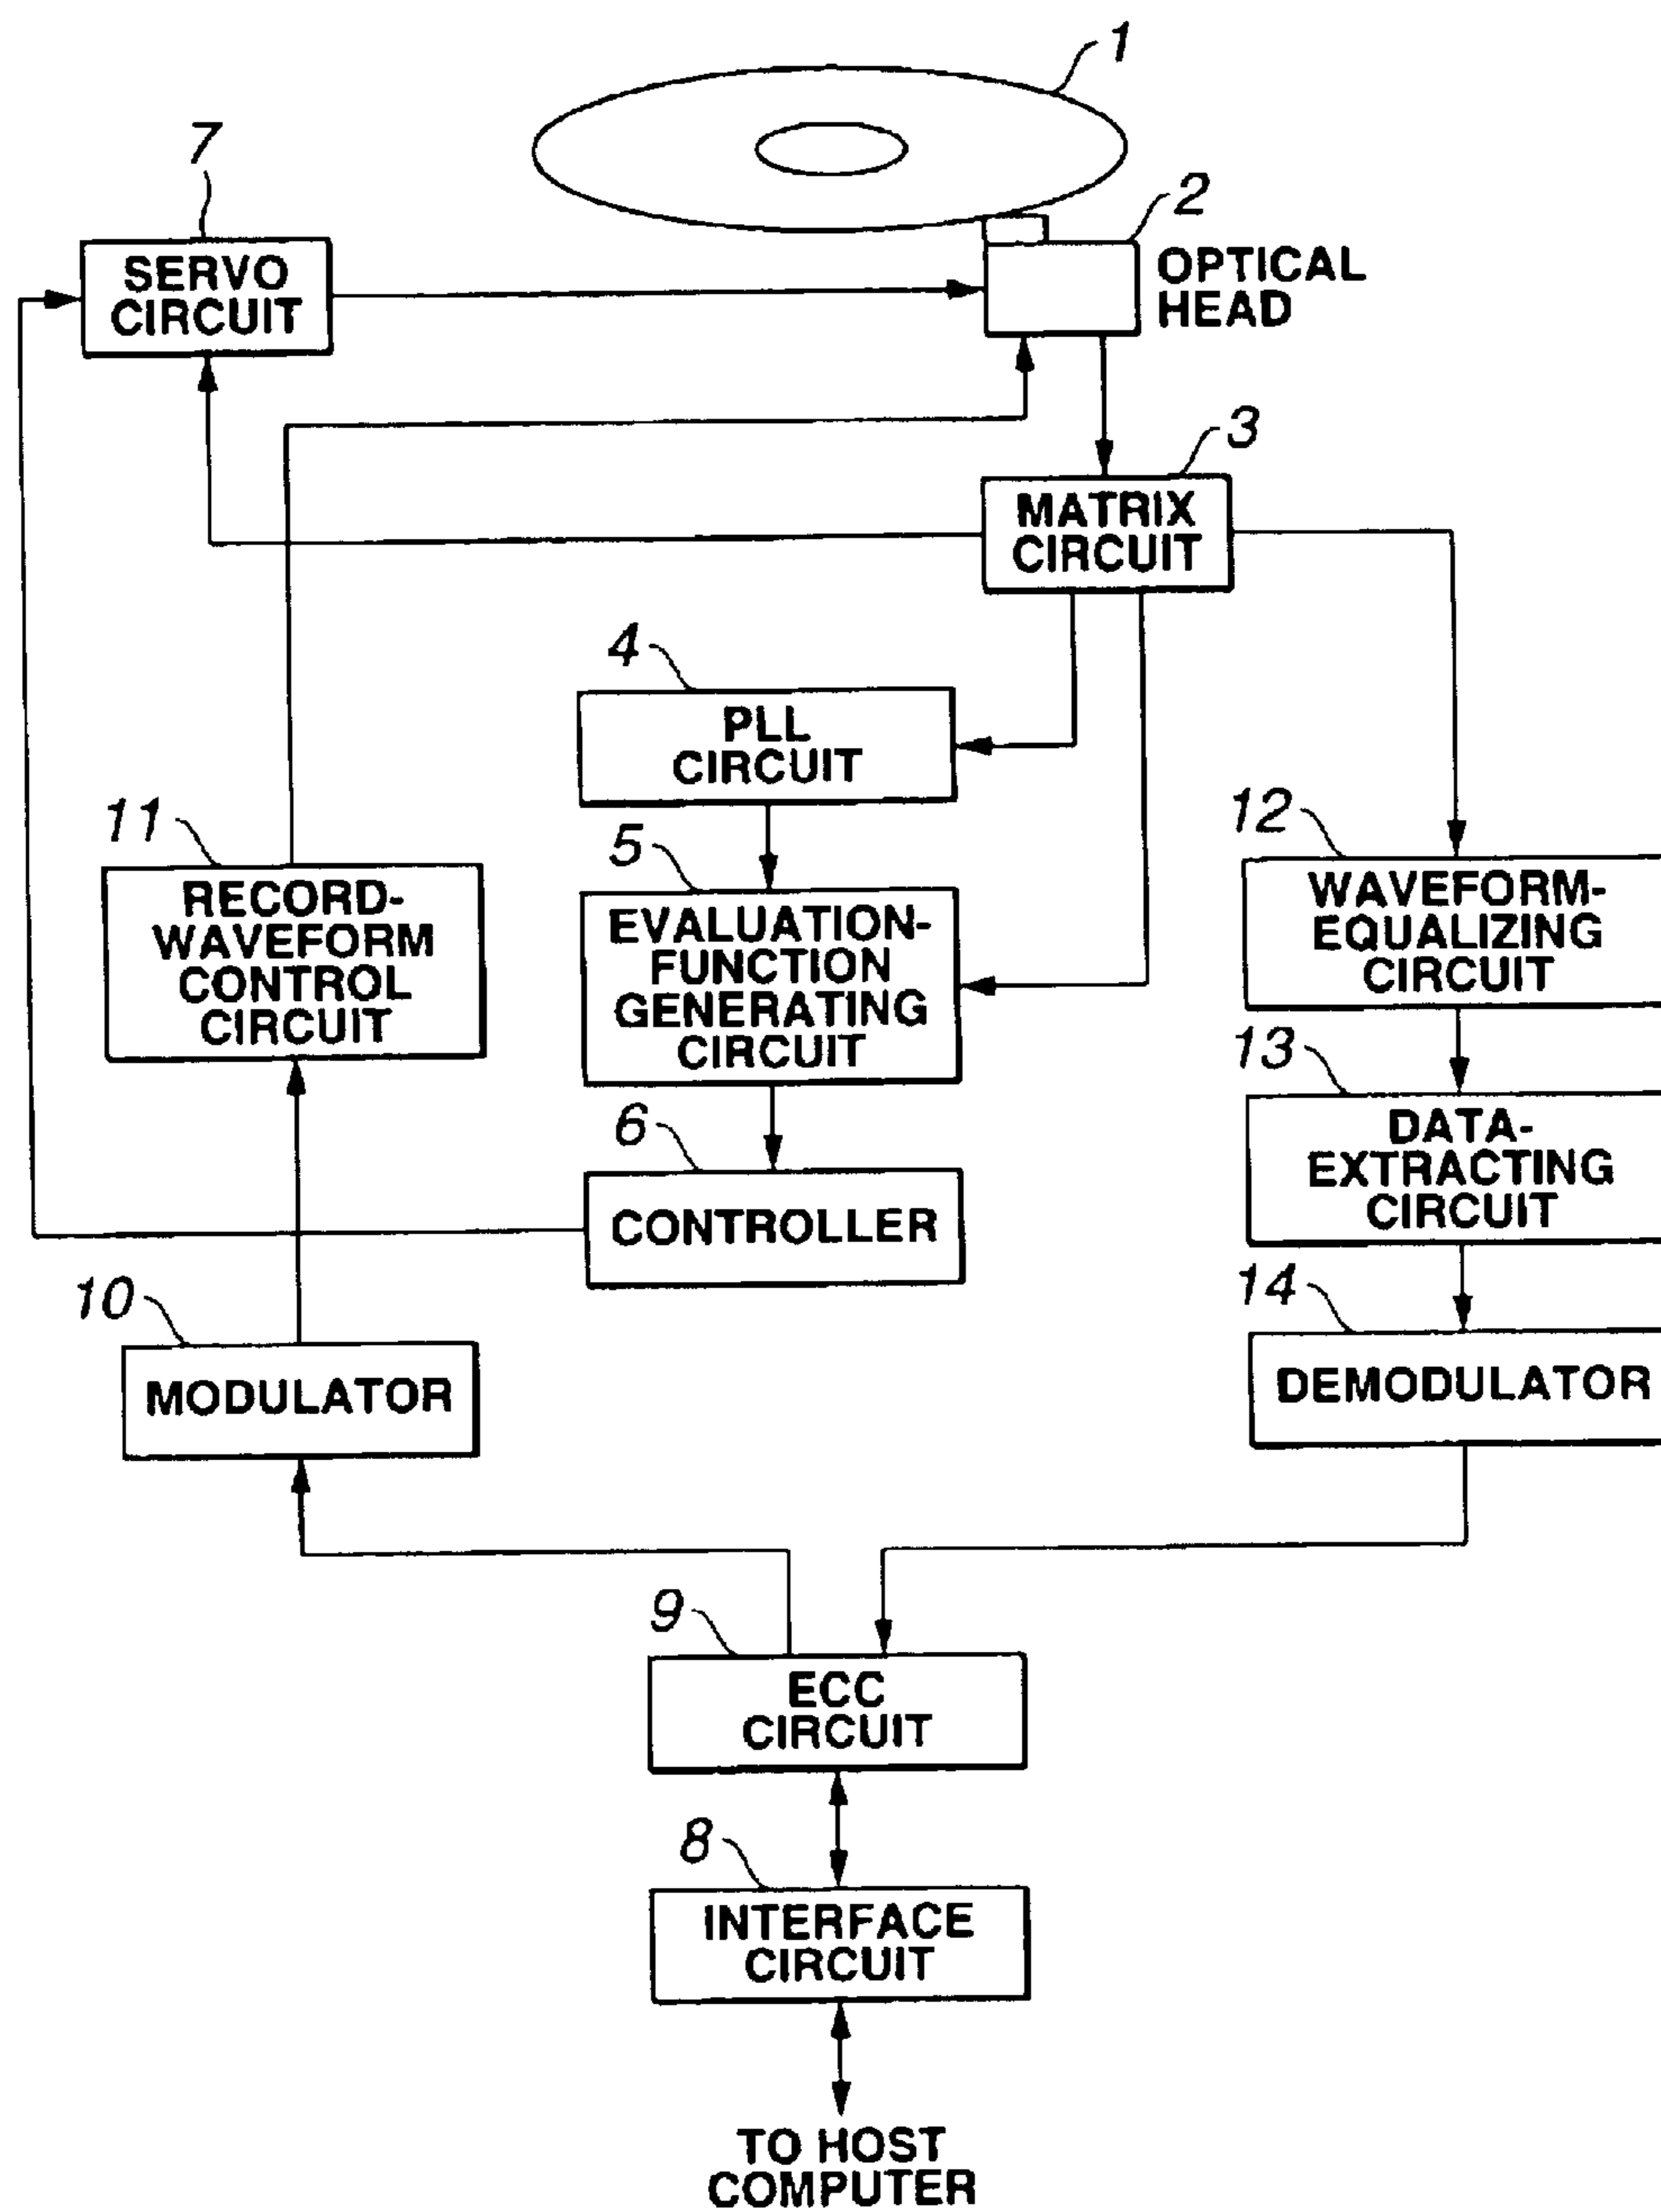 1
7
2
SERVO
CIRCUIT
OPTICAL
HEAD
3
MATRIX
CIRCUIT
4
PLL
CIRCUIT
11
RECORD-
WAVEFORM
CONTROL
CIRCUIT
5
EVALUATION-
FUNCTION
GENERATING
CIRCUIT
12
WAVEFORM-
EQUALIZING
CIRCUIT
13
DATA-
EXTRACTING
CIRCUIT
6
CONTROLLER
10
MODULATOR
14
DEMODULATOR
9
ECC
CIRCUIT
8
INTERFACE
CIRCUIT
TO HOST
COMPUTER